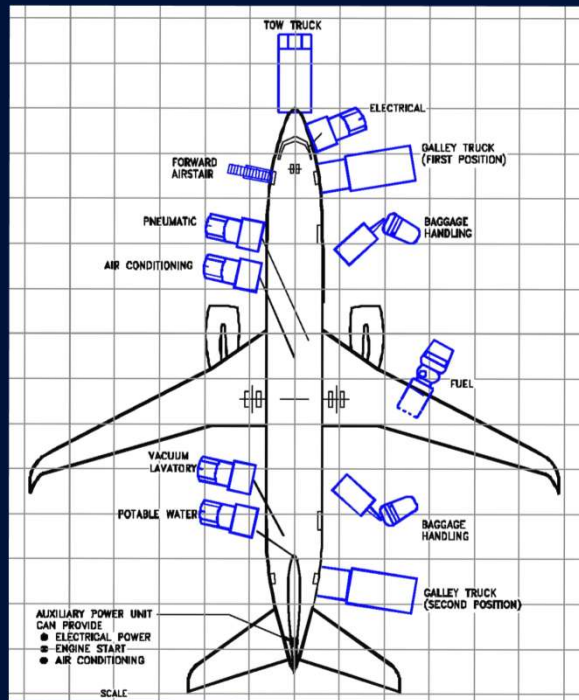 TOW TRUCK
ELECTRICAL
GALLEY TRUCK
(FIRST POSITION)
FORWARD
AIRSTAIR
PNEUMATIC
BAGGAGE
HANDLING
AIR CONDITIONING
FUEL
VACUUM
LAVATORY
POTABLE WATER
BAGGAGE
HANDLING
GALLEY TRUCK
(SECOND POSITION)
AUXILIARY POWER UNIT
CAN PROVIDE
● ELECTRICAL POWER
● ENGINE START
● AIR CONDITIONING
SCALE